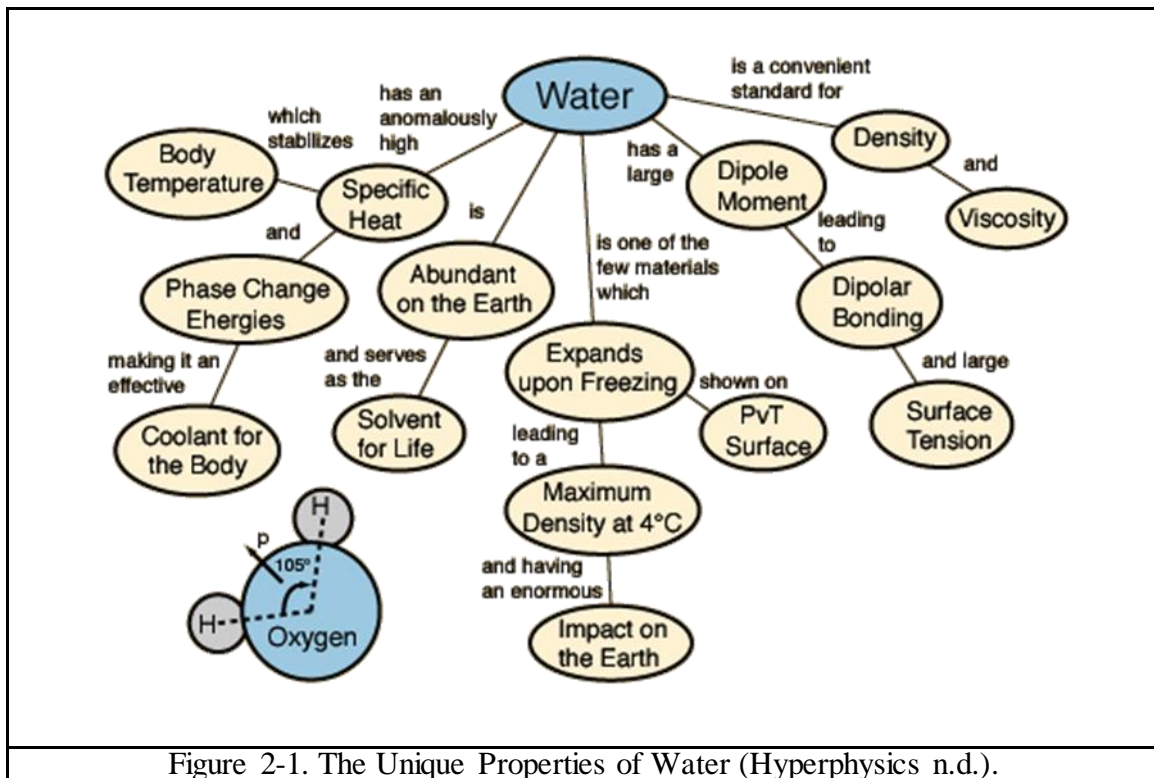 Water
is a convenient
standard for
Density
and
Viscosity
has an
anomalously
high
which
stabilizes
Body
Temperature
Specific
Heat
and
Phase Change
Ehergies
making it an
effective
Coolant for
the Body
is
Abundant
on the Earth
and serves
as the
Solvent
for Life
is one of the
few materials
which
Expands
upon Freezing
shown on
PvT
Surface
leading
to a
Maximum
Density at 4°C
and having
an enormous
Impact on
the Earth
has a
large
Dipole
Moment
leading
to
Dipolar
Bonding
and large
Surface
Tension
H
p
105°
H
Oxygen
Figure 2-1. The Unique Properties of Water (Hyperphysics n.d.).